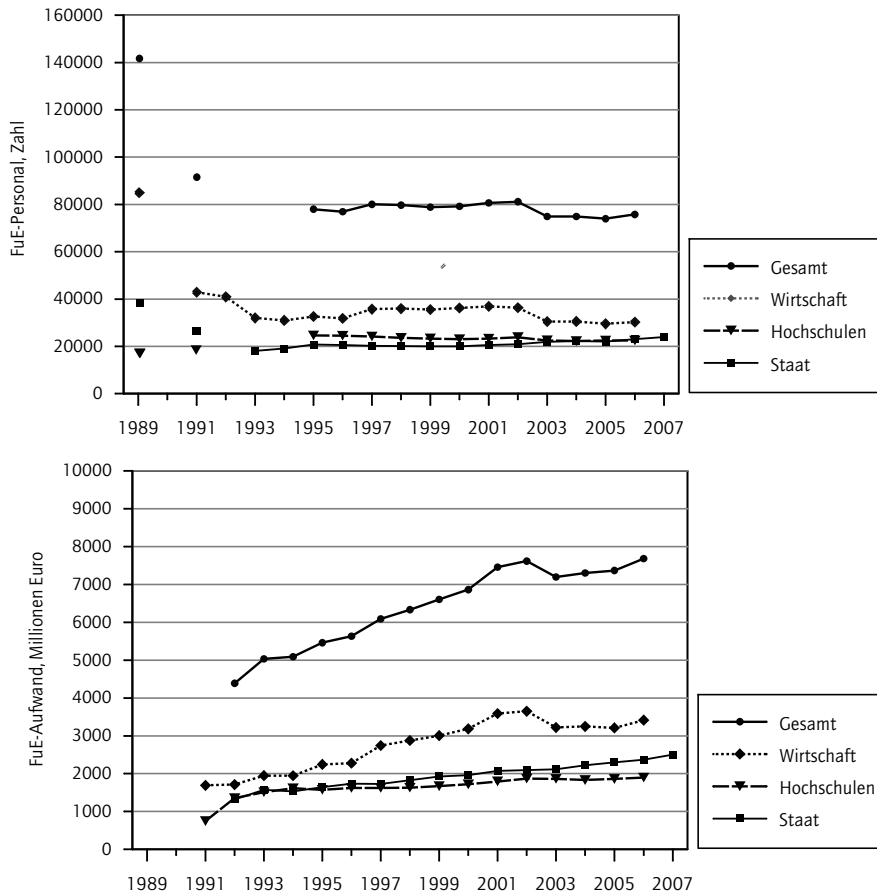 160000
140000
120000
100000
80000
60000
40000
20000
0
FuE-Personal, Zahl
1989 1991 1993 1995 1997 1999 2001 2003 2005 2007
Gesamt
Wirtschaft
Hochschulen
Staat
10000
9000
8000
7000
6000
5000
4000
3000
2000
1000
0
FuE-Aufwand, Millionen Euro
1989 1991 1993 1995 1997 1999 2001 2003 2005 2007
Gesamt
Wirtschaft
Hochschulen
Staat